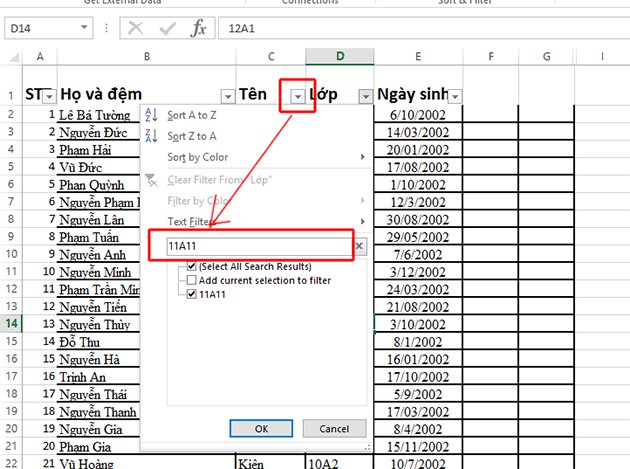 Get External Data Connections Sort & Filter
D14 fx 12A1
A B C D E F G I
1 STT Họ và đệm Tên Lớp Ngày sinh
2 1 Lê Bá Tường 6/10/2002
3 2 Nguyễn Đức 14/03/2002
4 3 Phạm Hải 20/01/2002
5 4 Vũ Đức 17/08/2002
6 5 Phan Quỳnh 1/10/2002
7 6 Nguyễn Phạm 12/3/2002
8 7 Nguyễn Lân 30/08/2002
9 8 Phạm Tuấn 29/05/2002
10 9 Nguyễn Anh 7/6/2002
11 10 Nguyễn Minh 3/12/2002
12 11 Phạm Trần Min 24/03/2002
13 12 Nguyễn Tiến 21/08/2002
14 13 Nguyễn Thùy 3/10/2002
15 14 Đỗ Thu 8/1/2002
16 15 Nguyễn Hà 16/01/2002
17 16 Trịnh An 17/10/2002
18 17 Nguyễn Thái 5/9/2002
19 18 Nguyễn Thanh 17/03/2002
20 19 Nguyễn Gia 8/4/2002
21 20 Phạm Gia 15/11/2002
22 21 Vũ Hoàng Kiên 10A2 10/7/2002
Sort A to Z
Sort Z to A
Sort by Color
Clear Filter From "Lớp"
Filter by Color
Text Filters
11A11
(Select All Search Results)
Add current selection to filter
11A11
OK Cancel